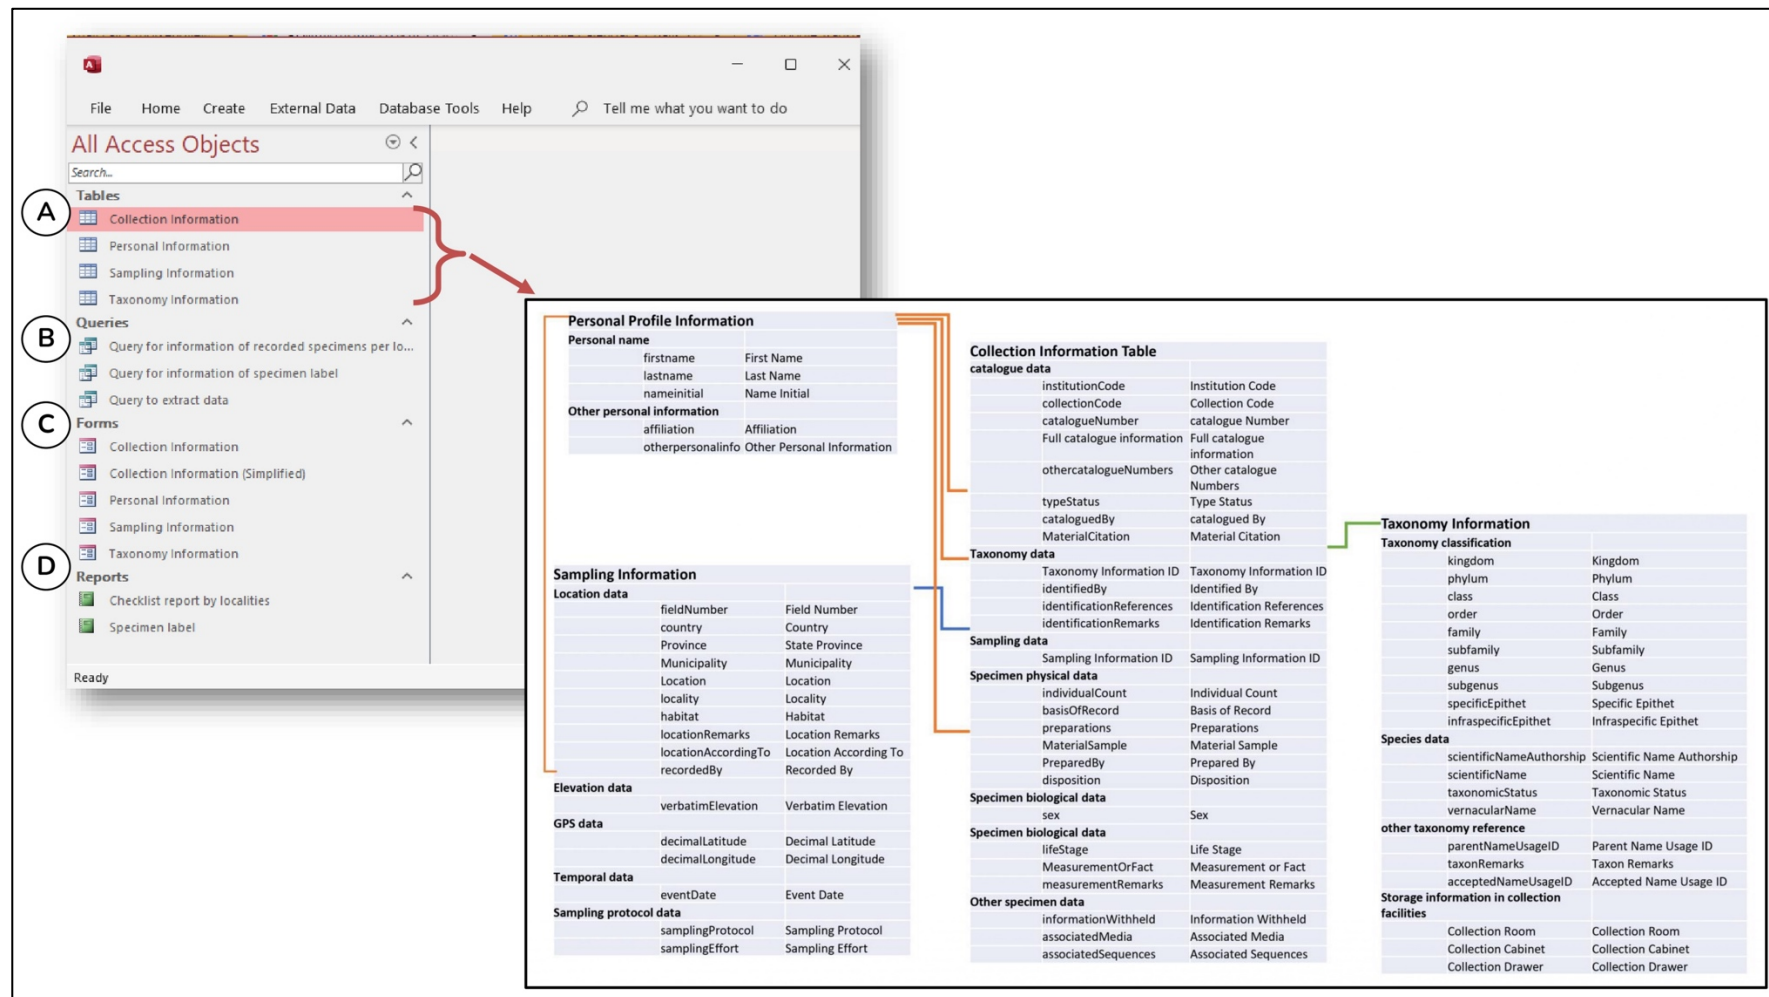 File Home Create External Data Database Tools Help Tell me what you want to do
All Access Objects
Search...
A
Tables
Collection Information
Personal Information
Sampling Information
Taxonomy Information
B
Queries
Query for information of recorded specimens per lo...
Query for information of specimen label
Query to extract data
C
Forms
Collection Information
Collection Information (Simplified)
Personal Information
Sampling Information
Taxonomy Information
D
Reports
Checklist report by localities
Specimen label
Ready
Personal Profile Information
Personal name
firstname First Name
lastname Last Name
nameinitial Name Initial
Other personal information
affiliation Affiliation
otherpersonalinfo Other Personal Information
Sampling Information
Location data
fieldNumber Field Number
country Country
Province State Province
Municipality Municipality
Location Location
locality Locality
habitat Habitat
locationRemarks Location Remarks
locationAccordingTo Location According To
recordedBy Recorded By
Elevation data
verbatimElevation Verbatim Elevation
GPS data
decimalLatitude Decimal Latitude
decimalLongitude Decimal Longitude
Temporal data
eventDate Event Date
Sampling protocol data
samplingProtocol Sampling Protocol
samplingEffort Sampling Effort
Collection Information Table
catalogue data
institutionCode Institution Code
collectionCode Collection Code
catalogueNumber catalogue Number
Full catalogue information Full catalogue
information
othercatalogueNumbers Other catalogue
Numbers
typeStatus Type Status
cataloguedBy catalogued By
MaterialCitation Material Citation
Taxonomy data
Taxonomy Information ID Taxonomy Information ID
identifiedBy Identified By
identificationReferences Identification References
identificationRemarks Identification Remarks
Sampling data
Sampling Information ID Sampling Information ID
Specimen physical data
individualCount Individual Count
basisOfRecord Basis of Record
preparations Preparations
MaterialSample Material Sample
PreparedBy Prepared By
disposition Disposition
Specimen biological data
sex Sex
Specimen biological data
lifeStage Life Stage
MeasurementOrFact Measurement or Fact
measurementRemarks Measurement Remarks
Other specimen data
informationWithheld Information Withheld
associatedMedia Associated Media
associatedSequences Associated Sequences
Taxonomy Information
Taxonomy classification
kingdom Kingdom
phylum Phylum
class Class
order Order
family Family
subfamily Subfamily
genus Genus
subgenus Subgenus
specificEpithet Specific Epithet
infraspecificEpithet Infraspecific Epithet
Species data
scientificNameAuthorship Scientific Name Authorship
scientificName Scientific Name
taxonomicStatus Taxonomic Status
vernacularName Vernacular Name
other taxonomy reference
parentNameUsageID Parent Name Usage ID
taxonRemarks Taxon Remarks
acceptedNameUsageID Accepted Name Usage ID
Storage information in collection
facilities
Collection Room Collection Room
Collection Cabinet Collection Cabinet
Collection Drawer Collection Drawer